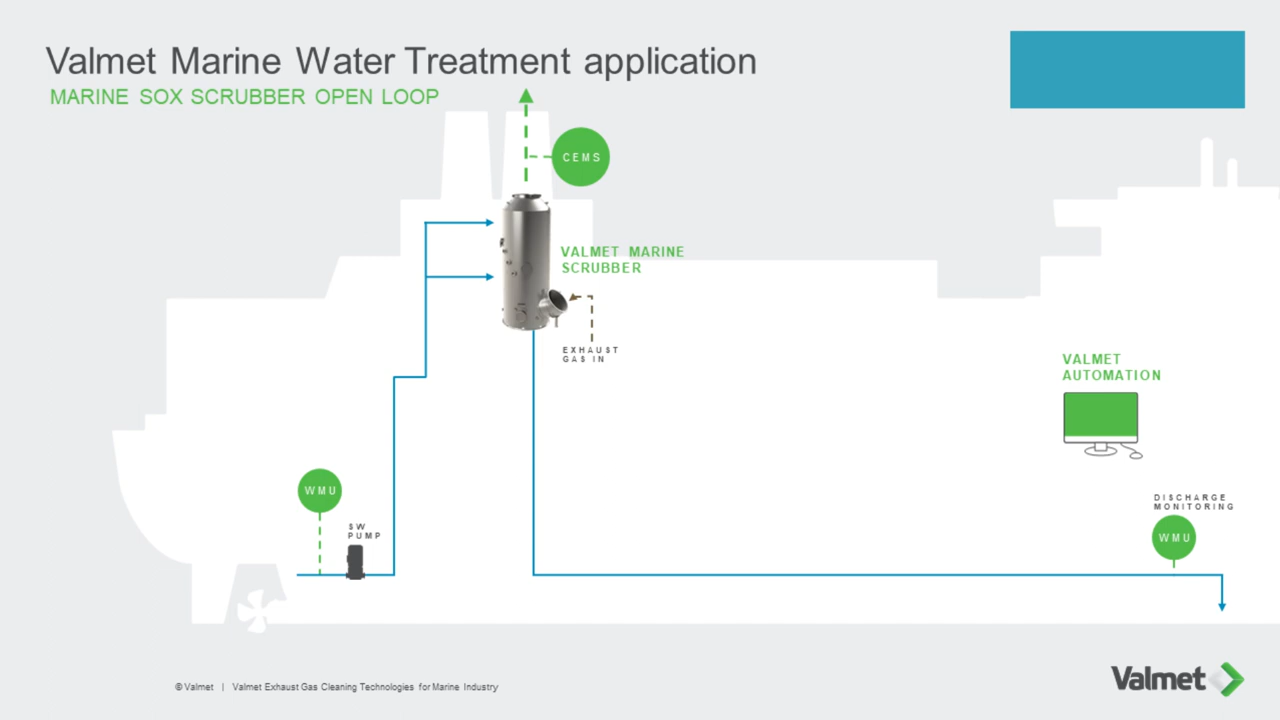 Valmet Marine Water Treatment application
MARINE SOX SCRUBBER OPEN LOOP
CEMS
VALMET MARINE
SCRUBBER
EXHAUST
GAS IN
VALMET
AUTOMATION
WMU
SW
PUMP
DISCHARGE
MONITORING
WMU
© Valmet | Valmet Exhaust Gas Cleaning Technologies for Marine Industry
Valmet